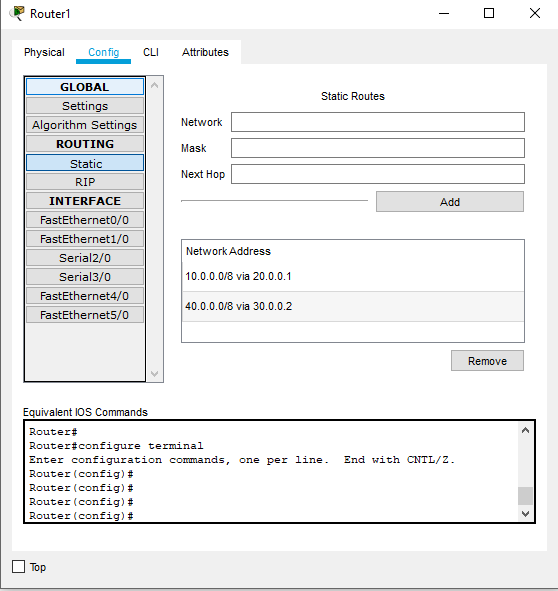 Router1
Physical Config CLI Attributes
GLOBAL
Settings
Algorithm Settings
ROUTING
Static
RIP
INTERFACE
FastEthernet0/0
FastEthernet1/0
Serial2/0
Serial3/0
FastEthernet4/0
FastEthernet5/0
Static Routes
Network
Mask
Next Hop
Add
Network Address
10.0.0.0/8 via 20.0.0.1
40.0.0.0/8 via 30.0.0.2
Remove
Equivalent IOS Commands
Router#
Router#configure terminal
Enter configuration commands, one per line.  End with CNTL/Z.
Router(config)#
Router(config)#
Router(config)#
Router(config)#
Top